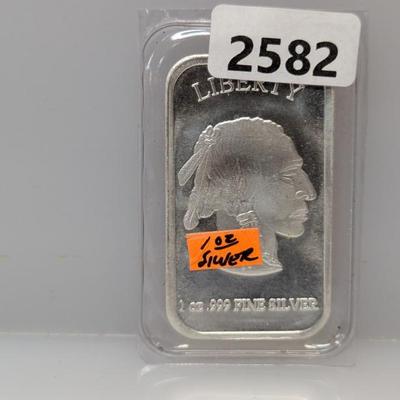 2582
LIBERTY
1 oz
SILVER
1 oz .999 FINE SILVER